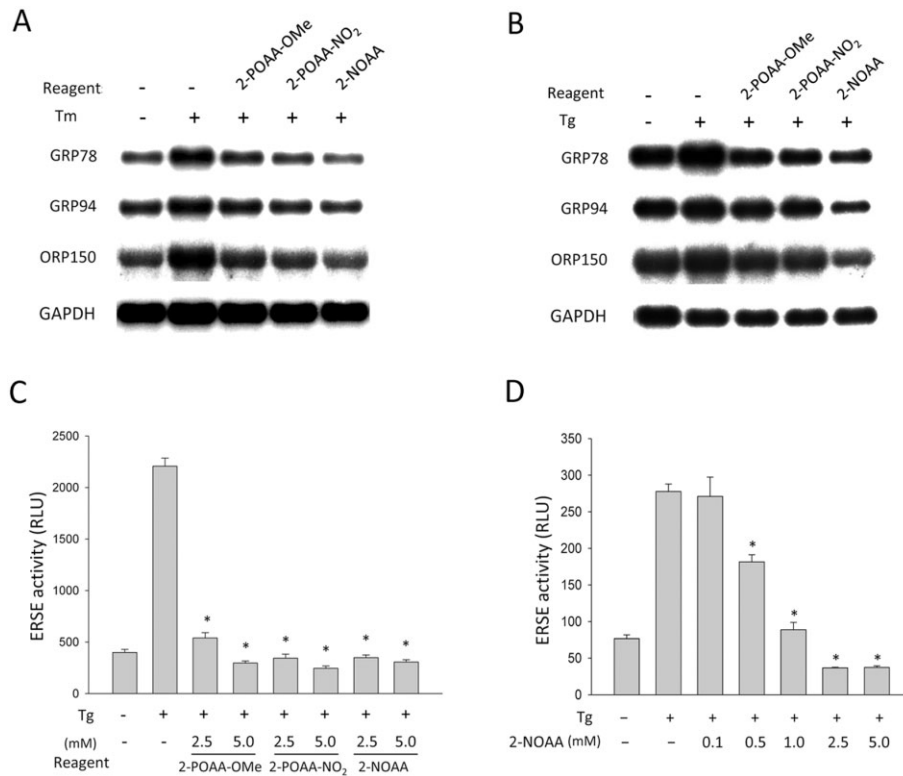 A
2-POAA-OMe
2-POAA-NO₂
2-NOAA
Reagent - -
Tm - + + + +
GRP78
GRP94
ORP150
GAPDH
B
2-POAA-OMe
2-POAA-NO₂
2-NOAA
Reagent - -
Tg - + + + +
GRP78
GRP94
ORP150
GAPDH
C
ERSE activity (RLU)
2500
2000
1500
1000
500
0
* * * * * *
Tg - + + + + + + +
(mM) - - 2.5 5.0 2.5 5.0 2.5 5.0
Reagent 2-POAA-OMe 2-POAA-NO₂ 2-NOAA
D
ERSE activity (RLU)
350
300
250
200
150
100
50
0
* * * *
Tg – + + + + + +
2-NOAA (mM) – – 0.1 0.5 1.0 2.5 5.0